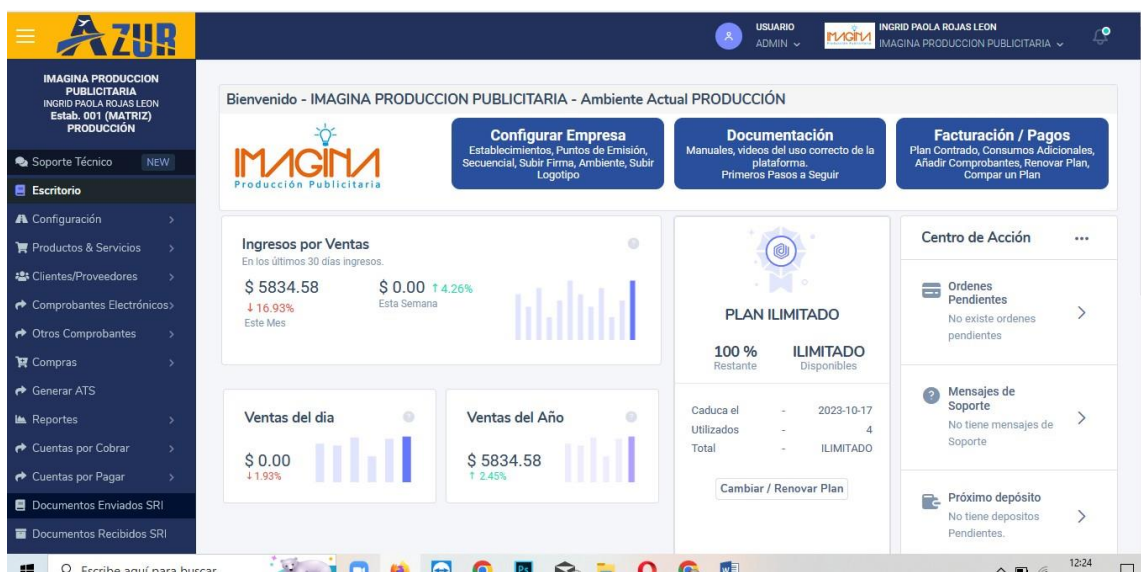 AZUR
USUARIO
ADMIN
IMAGINA
INGRID PAOLA ROJAS LEON
IMAGINA PRODUCCION PUBLICITARIA
IMAGINA PRODUCCION
PUBLICITARIA
INGRID PAOLA ROJAS LEON
Estab. 001 (MATRIZ)
PRODUCCIÓN
Soporte Técnico NEW
Escritorio
Configuración
Productos & Servicios
Clientes/Proveedores
Comprobantes Electrónicos
Otros Comprobantes
Compras
Generar ATS
Reportes
Cuentas por Cobrar
Cuentas por Pagar
Documentos Enviados SRI
Documentos Recibidos SRI
Bienvenido - IMAGINA PRODUCCION PUBLICITARIA - Ambiente Actual PRODUCCIÓN
IMAGINA
Producción Publicitaria
Configurar Empresa
Establecimiento, Puntos de Emisión,
Secuencial, Subir Firma, Ambiente, Subir
Logotipo
Documentación
Manuales, videos del uso correcto de la
plataforma.
Primeros Pasos a Seguir
Facturación / Pagos
Plan Contratado, Consumos Adicionales,
Añadir Comprobantes, Renovar Plan,
Compar un Plan
Ingresos por Ventas
En los últimos 30 días ingresos.
$ 5834.58
↓ 16.93%
Este Mes
$ 0.00 ↑ 4.26%
Esta Semana
Ventas del dia
$ 0.00
↓ 1.93%
Ventas del Año
$ 5834.58
↑ 2.45%
PLAN ILIMITADO
100 % ILIMITADO
Restante Disponibles
Caduca el - 2023-10-17
Utilizados - 4
Total - ILIMITADO
Cambiar / Renovar Plan
Centro de Acción
Ordenes
Pendientes
No existe ordenes
pendientes
Mensajes de
Soporte
No tiene mensajes de
Soporte
Próximo depósito
No tiene depositos
Pendientes.
Escribe aquí para buscar
Ps
12:24